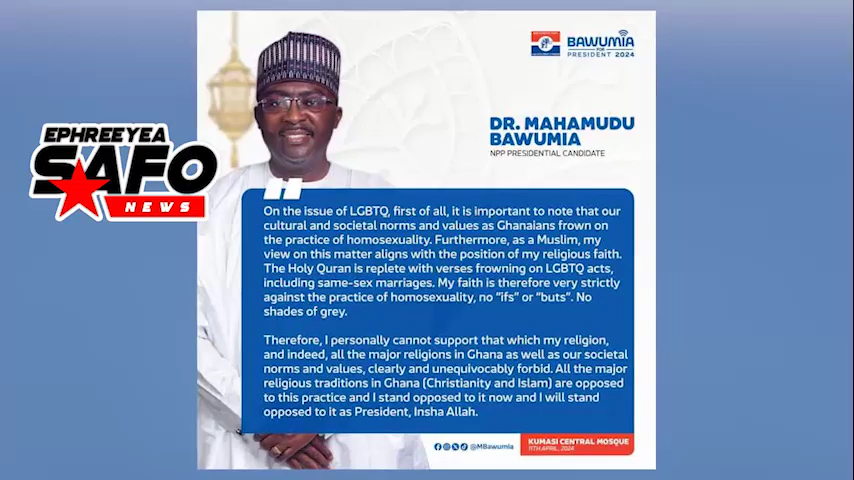 BAWUMIA
FOR
PRESIDENT 2024
EPHREEYEA
SAFO
NEWS
DR. MAHAMUDU
BAWUMIA
NPP PRESIDENTIAL CANDIDATE
On the issue of LGBTQ, first of all, it is important to note that our
cultural and societal norms and values as Ghanaians frown on
the practice of homosexuality. Furthermore, as a Muslim, my
view on this matter aligns with the position of my religious faith.
The Holy Quran is replete with verses frowning on LGBTQ acts,
including same-sex marriages. My faith is therefore very strictly
against the practice of homosexuality, no "ifs" or "buts". No
shades of grey.
Therefore, I personally cannot support that which my religion,
and indeed, all the major religions in Ghana as well as our societal
norms and values, clearly and unequivocably forbid. All the major
religious traditions in Ghana (Christianity and Islam) are opposed
to this practice and I stand opposed to it now and I will stand
opposed to it as President, Insha Allah.
@MBawumia
KUMASI CENTRAL MOSQUE
11TH APRIL, 2024